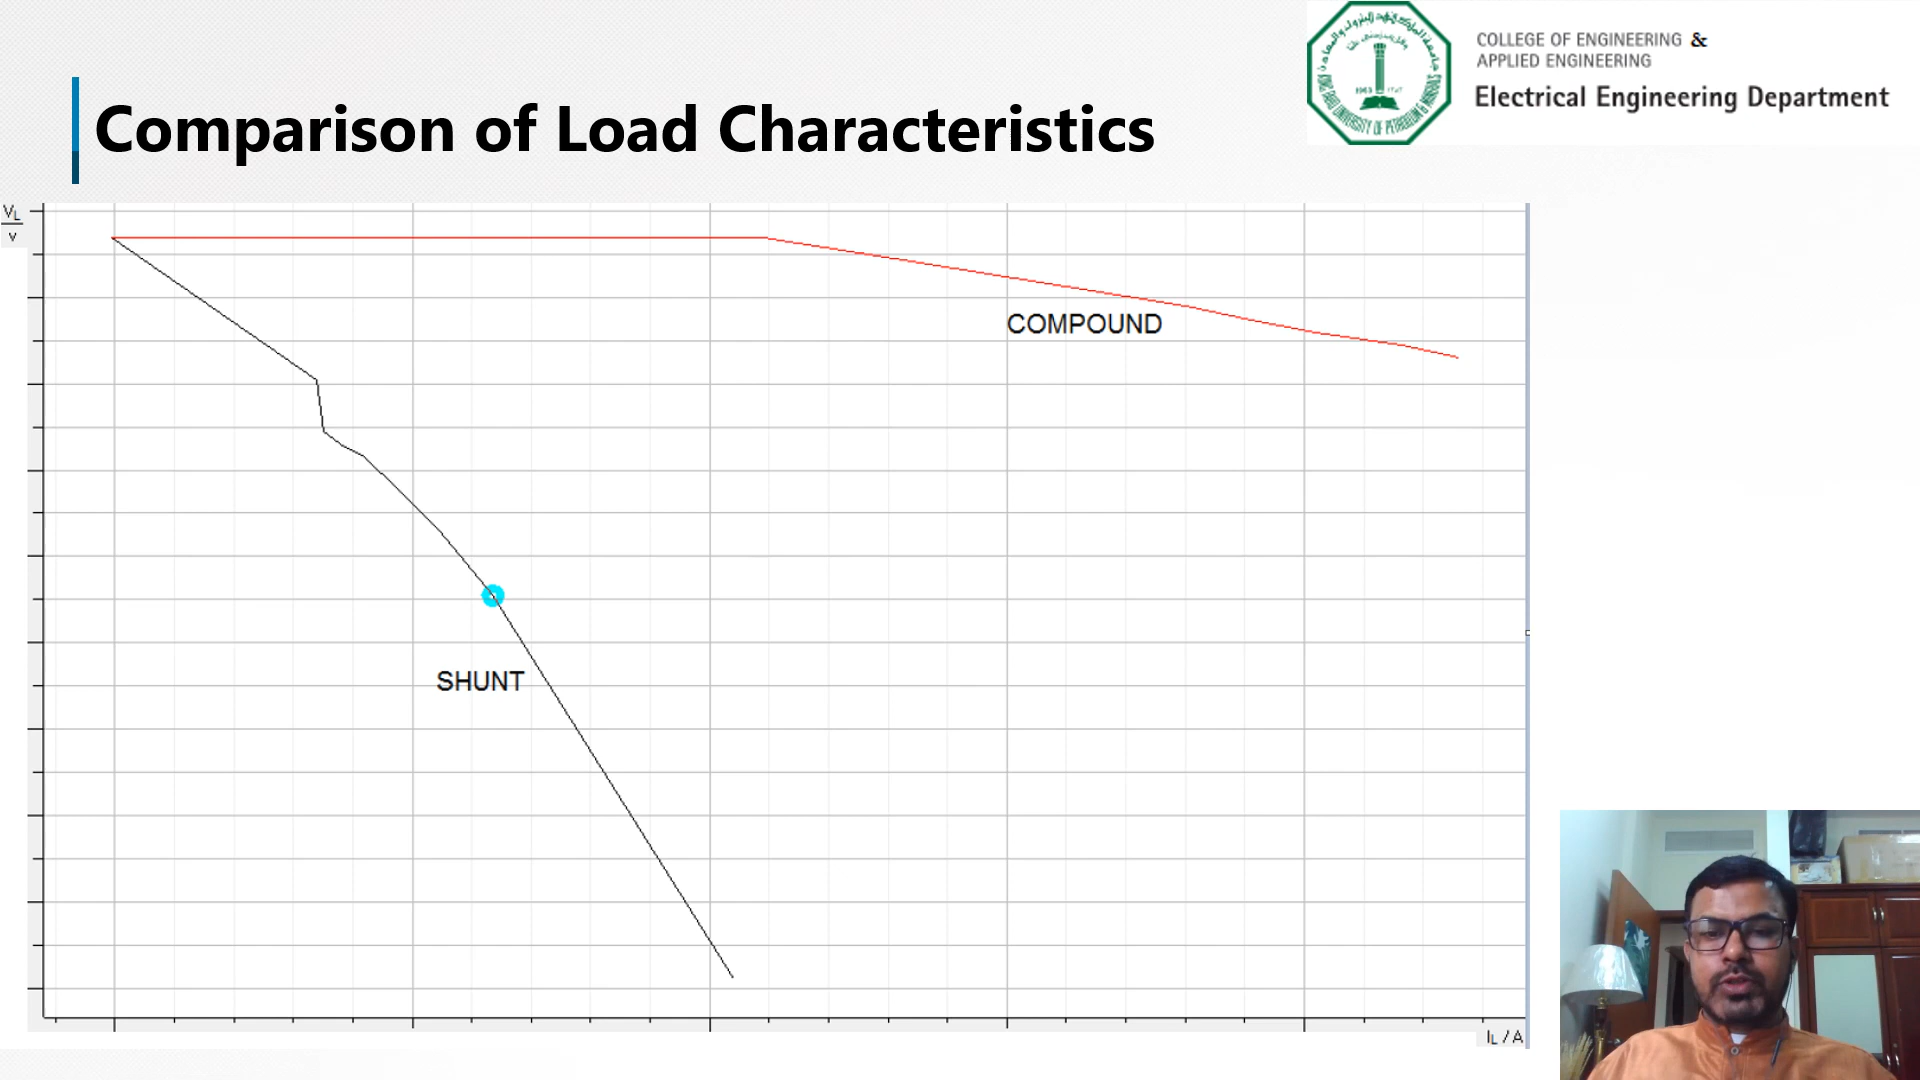 COLLEGE OF ENGINEERING &
APPLIED ENGINEERING
Electrical Engineering Department
Comparison of Load Characteristics
VL
V
COMPOUND
SHUNT
IL / A